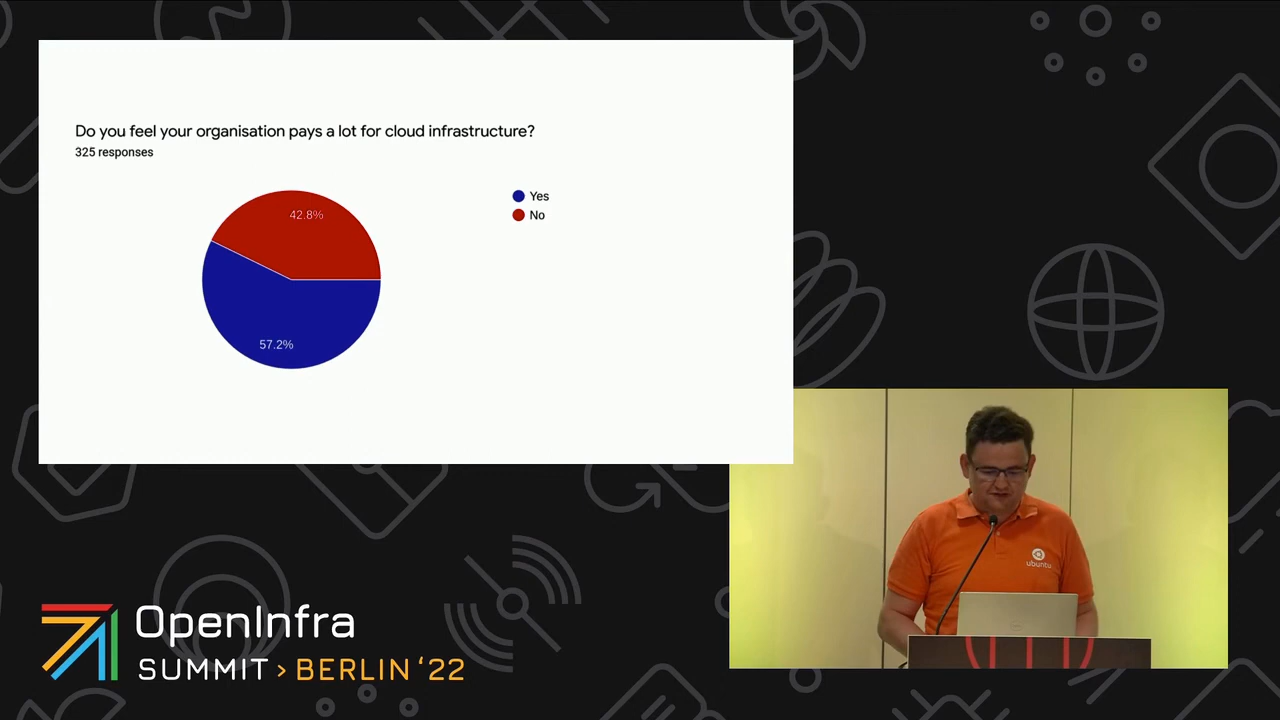 Do you feel your organisation pays a lot for cloud infrastructure?
325 responses
Yes
No
42.8%
57.2%
ubuntu
OpenInfra
SUMMIT > BERLIN ‘22